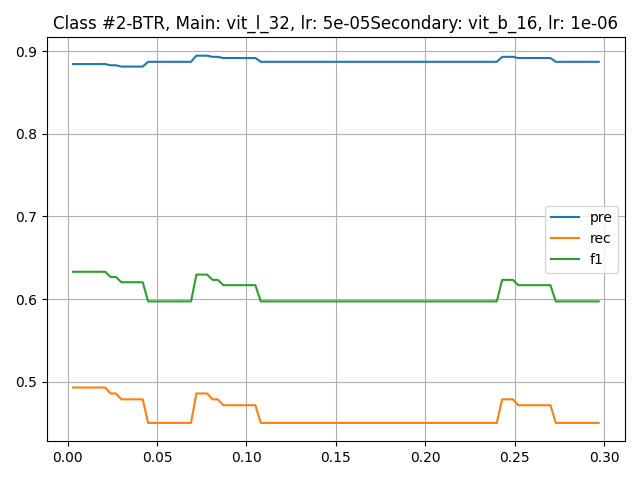 Class #2-BTR, Main: vit_l_32, lr: 5e-05Secondary: vit_b_16, lr: 1e-06
0.9
0.8
0.7
0.6
0.5
pre
rec
f1
0.00 0.05 0.10 0.15 0.20 0.25 0.30